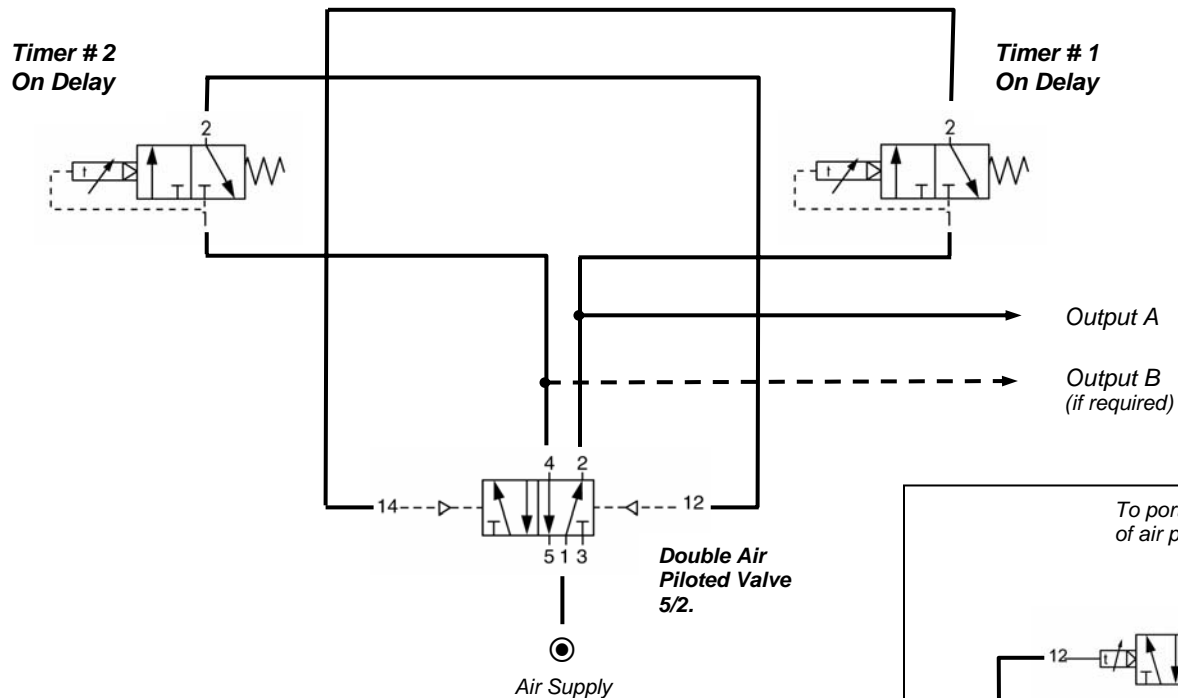 Timer # 2
On Delay
Timer # 1
On Delay
2
2
t
t
Output A
Output B
(if required)
4 2
14
12
5 1 3
Double Air
Piloted Valve
5/2.
Air Supply
To por
of air p
12
t